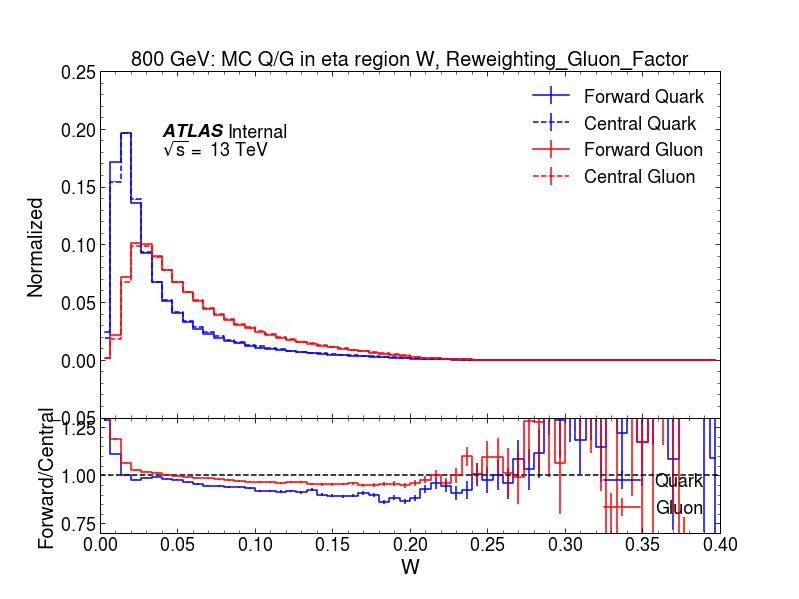 800 GeV: MC Q/G in eta region W, Reweighting_Gluon_Factor
0.25
0.20
0.15
0.10
0.05
0.00
0.05
Normalized
ATLAS Internal
√s = 13 TeV
Forward Quark
Central Quark
Forward Gluon
Central Gluon
1.25
1.00
0.75
Forward/Central
Quark
Gluon
0.00 0.05 0.10 0.15 0.20 0.25 0.30 0.35 0.40
W